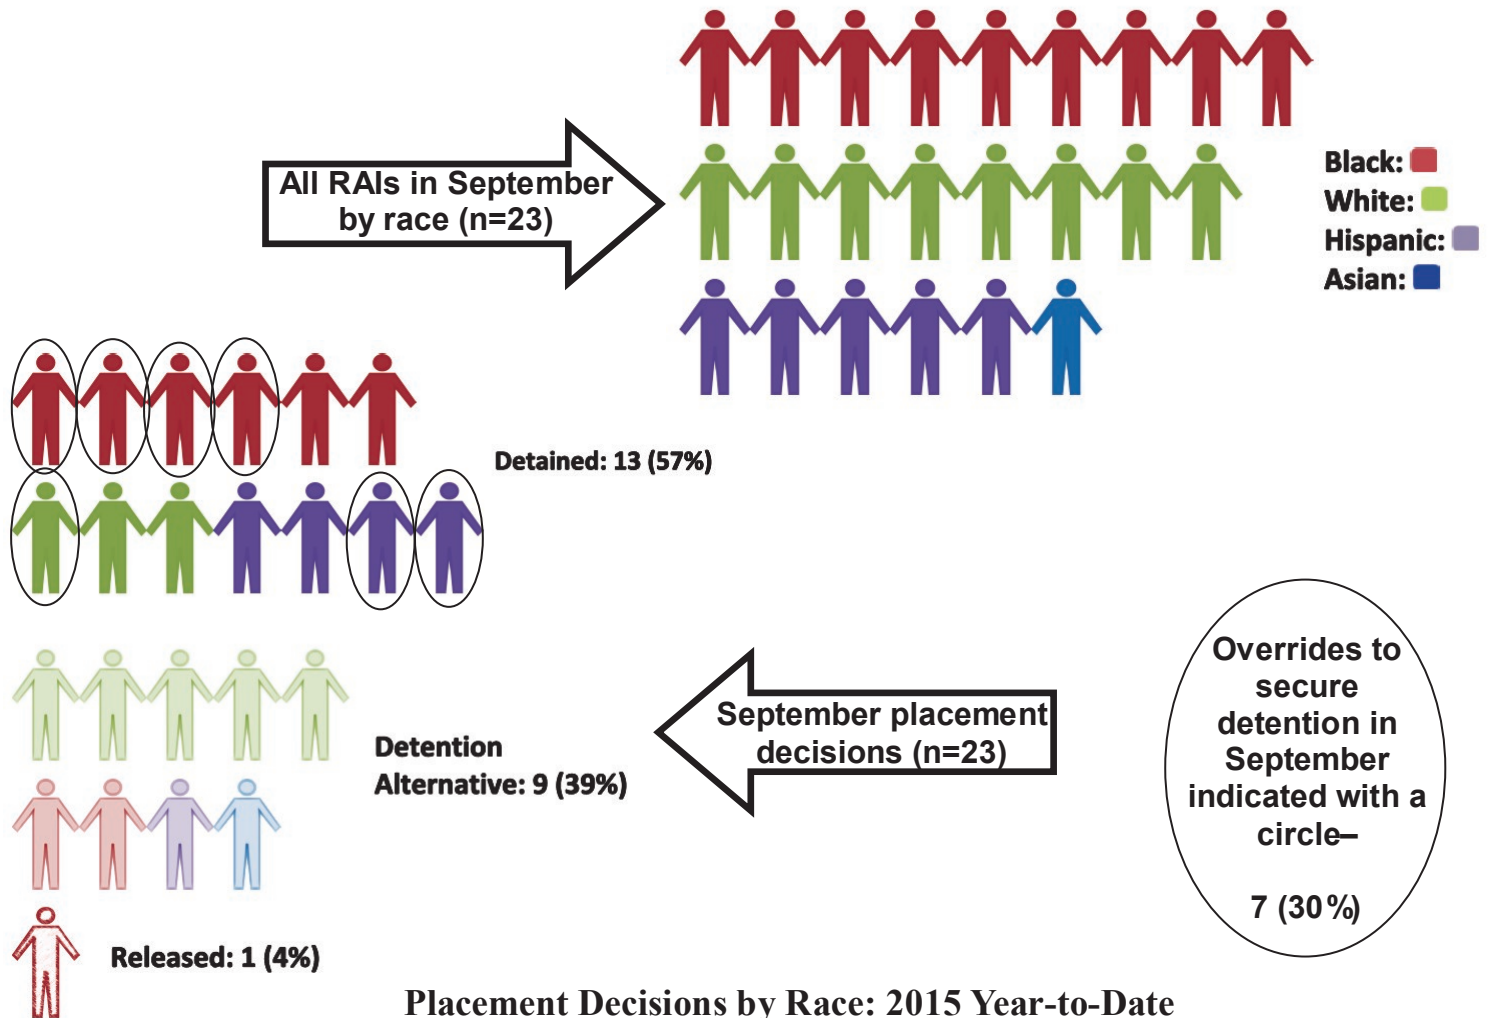 All RAIs in September
by race (n=23)
Black:
White:
Hispanic:
Asian:
Detained: 13 (57%)
Overrides to
secure
detention in
September
indicated with a
circle–
7 (30%)
September placement
decisions (n=23)
Detention
Alternative: 9 (39%)
Released: 1 (4%)
Placement Decisions by Race: 2015 Year-to-Date